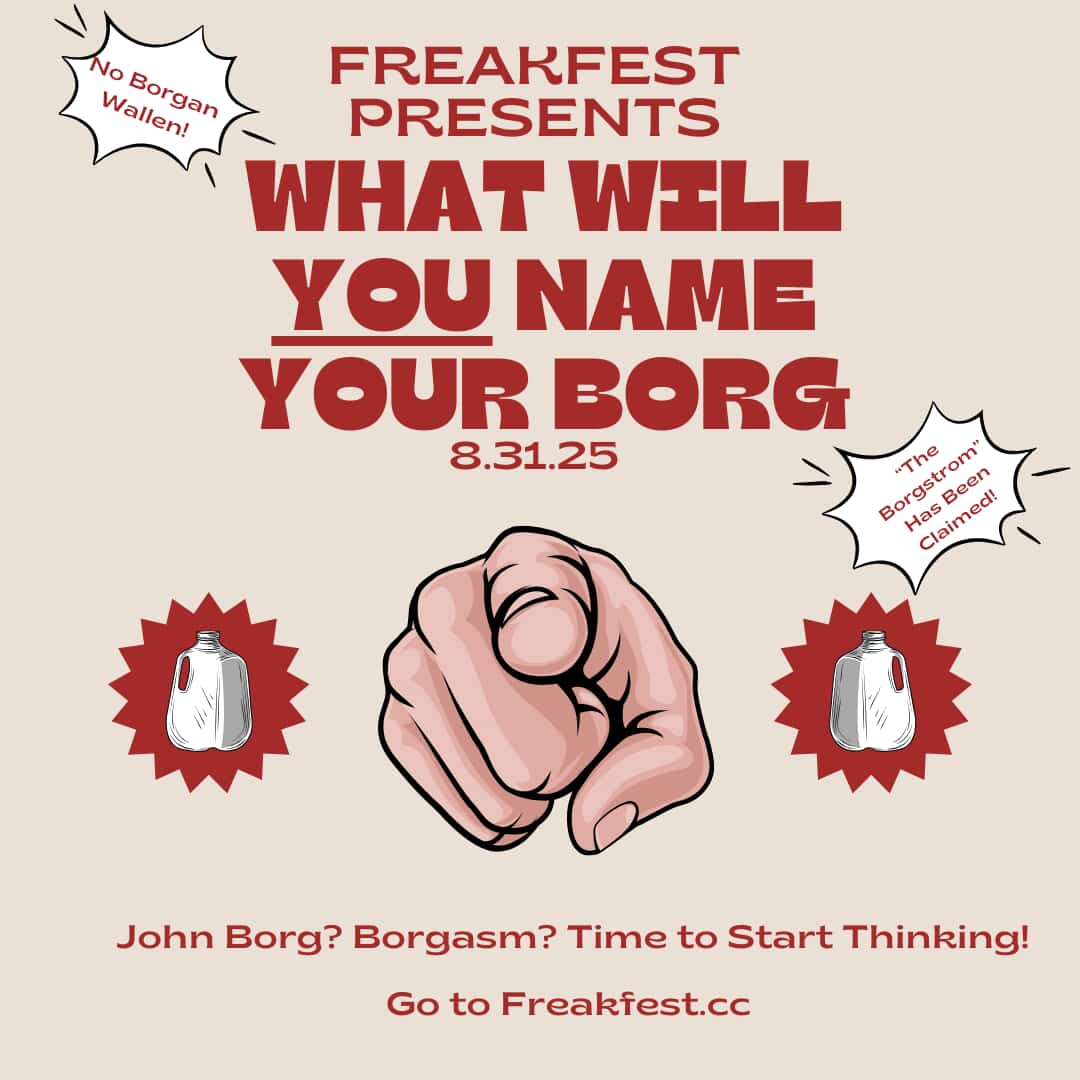 No Borgan
Wallen!
FREAKFEST
PRESENTS
WHAT WILL
YOU NAME
YOUR BORG
8.31.25
“The
Borgstrom”
Has Been
Claimed!
John Borg? Borgasm? Time to Start Thinking!
Go to Freakfest.cc